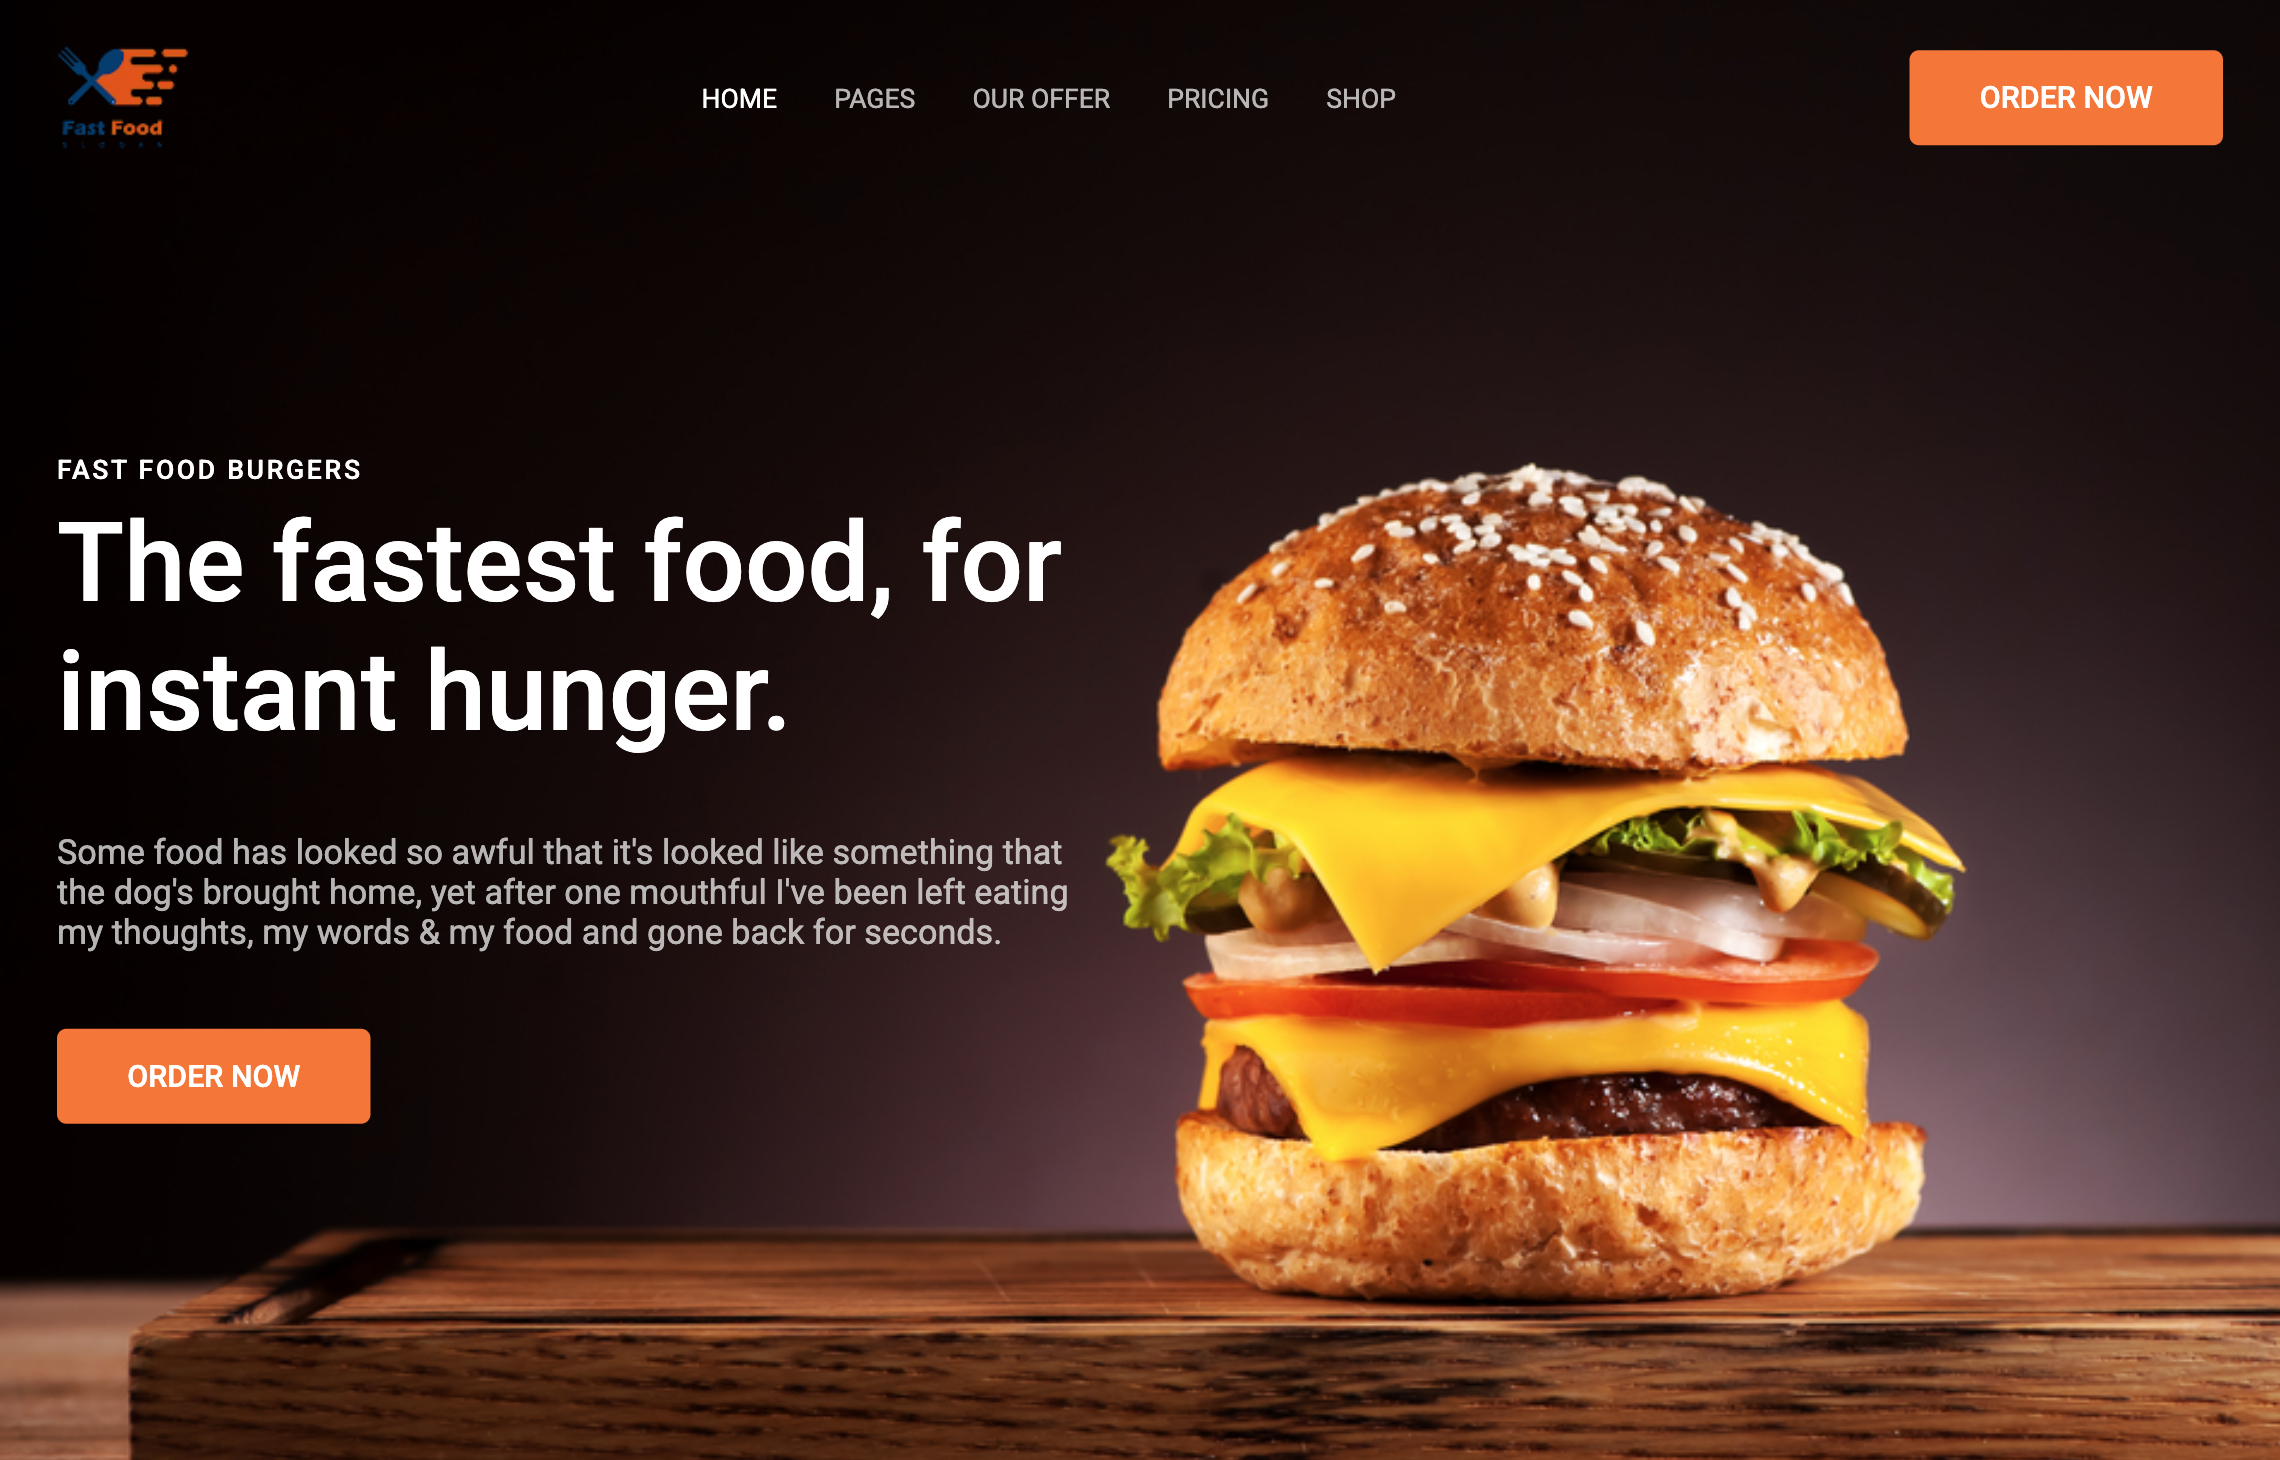 Fast Food
SLOGAN
HOME
PAGES
OUR OFFER
PRICING
SHOP
ORDER NOW
FAST FOOD BURGERS
The fastest food, for
instant hunger.
Some food has looked so awful that it's looked like something that
the dog's brought home, yet after one mouthful I've been left eating
my thoughts, my words & my food and gone back for seconds.
ORDER NOW